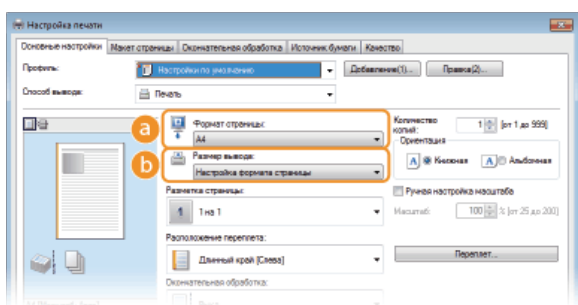 Настройка печати
Основные настройки Макет страницы Окончательная обработка Источник бумаги Качество
Профиль: Настройки по умолчанию Добавление(1)... Правка(2)...
Способ вывода: Печать
a Формат страницы: Количество копий: 1 [от 1 до 999]
A4 Ориентация
b Размер вывода: A Книжная A Альбомная
Настройка формата страницы
Разметка страницы: Ручная настройка масштаба
1 1 на 1 Масштаб: 100 % [от 25 до 200]
Расположение переплета:
Длинный край [Слева] Переплет...
Окончательная обработка: